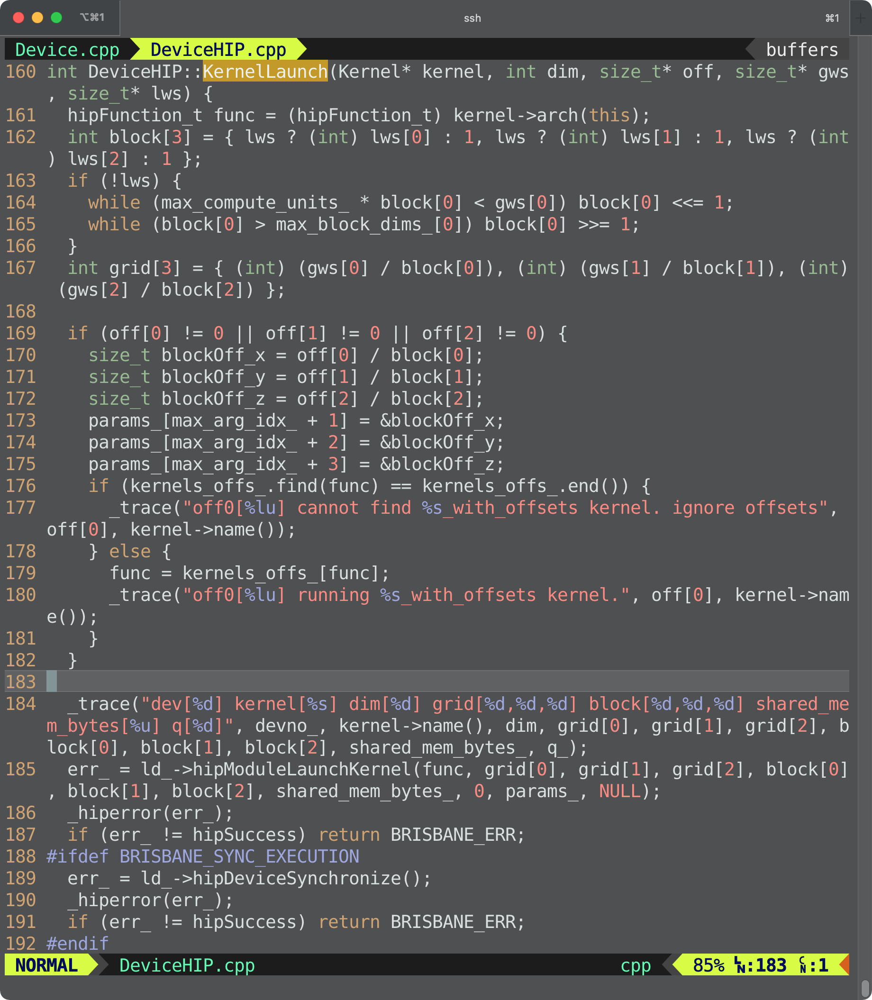 ⌥⌘1 ssh ⌘1 +
Device.cpp DeviceHIP.cpp buffers
160 int DeviceHIP::KernelLaunch(Kernel* kernel, int dim, size_t* off, size_t* gws
, size_t* lws) {
161   hipFunction_t func = (hipFunction_t) kernel->arch(this);
162   int block[3] = { lws ? (int) lws[0] : 1, lws ? (int) lws[1] : 1, lws ? (int
) lws[2] : 1 };
163   if (!lws) {
164     while (max_compute_units_ * block[0] < gws[0]) block[0] <<= 1;
165     while (block[0] > max_block_dims_[0]) block[0] >>= 1;
166   }
167   int grid[3] = { (int) (gws[0] / block[0]), (int) (gws[1] / block[1]), (int)
 (gws[2] / block[2]) };
168
169   if (off[0] != 0 || off[1] != 0 || off[2] != 0) {
170     size_t blockOff_x = off[0] / block[0];
171     size_t blockOff_y = off[1] / block[1];
172     size_t blockOff_z = off[2] / block[2];
173     params_[max_arg_idx_ + 1] = &blockOff_x;
174     params_[max_arg_idx_ + 2] = &blockOff_y;
175     params_[max_arg_idx_ + 3] = &blockOff_z;
176     if (kernels_offs_.find(func) == kernels_offs_.end()) {
177       _trace("off0[%lu] cannot find %s_with_offsets kernel. ignore offsets",
off[0], kernel->name());
178     } else {
179       func = kernels_offs_[func];
180       _trace("off0[%lu] running %s_with_offsets kernel.", off[0], kernel->nam
e());
181     }
182   }
183
184   _trace("dev[%d] kernel[%s] dim[%d] grid[%d,%d,%d] block[%d,%d,%d] shared_me
m_bytes[%u] q[%d]", devno_, kernel->name(), dim, grid[0], grid[1], grid[2], b
lock[0], block[1], block[2], shared_mem_bytes_, q_);
185   err_ = ld_->hipModuleLaunchKernel(func, grid[0], grid[1], grid[2], block[0]
, block[1], block[2], shared_mem_bytes_, 0, params_, NULL);
186   _hiperror(err_);
187   if (err_ != hipSuccess) return BRISBANE_ERR;
188 #ifdef BRISBANE_SYNC_EXECUTION
189   err_ = ld_->hipDeviceSynchronize();
190   _hiperror(err_);
191   if (err_ != hipSuccess) return BRISBANE_ERR;
192 #endif
NORMAL DeviceHIP.cpp cpp 85% LN:183 CN:1